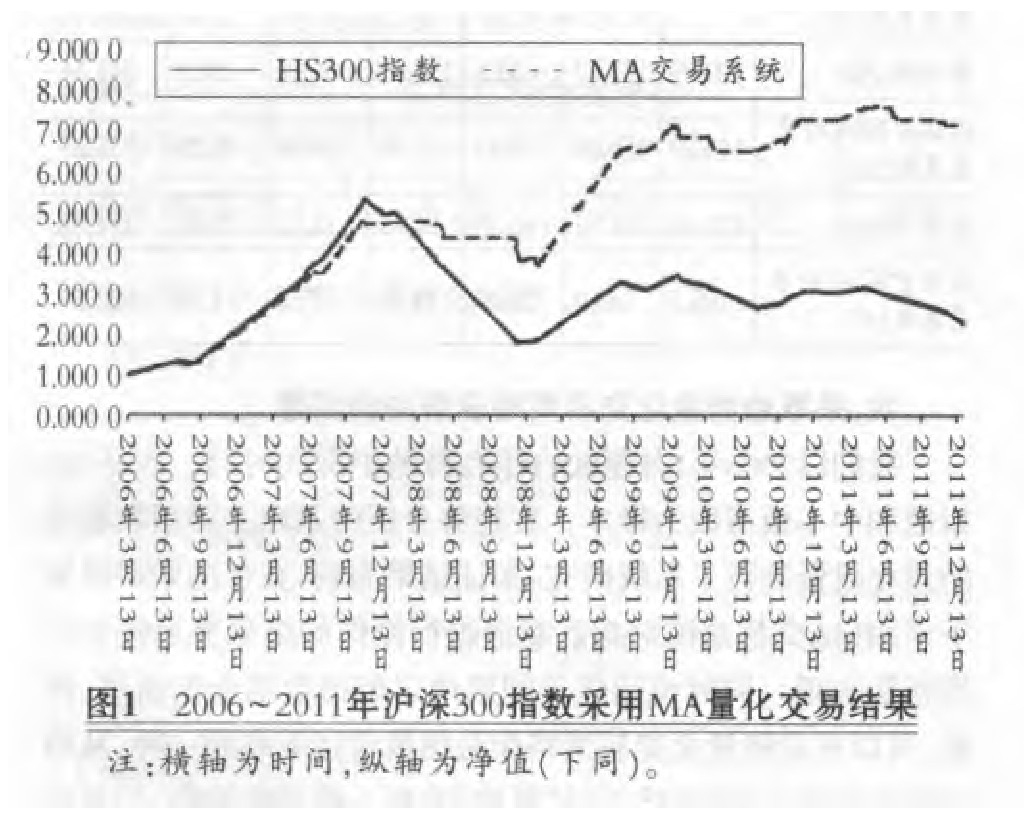 HS300指数 MA交易系统
9.000 0
8.000 0
7.000 0
6.000 0
5.000 0
4.000 0
3.000 0
2.000 0
1.000 0
0.000 0
2006年3月13日
2006年6月13日
2006年9月13日
2006年12月13日
2007年3月13日
2007年6月13日
2007年9月13日
2007年12月13日
2008年3月13日
2008年6月13日
2008年9月13日
2008年12月13日
2009年3月13日
2009年6月13日
2009年9月13日
2009年12月13日
2010年3月13日
2010年6月13日
2010年9月13日
2010年12月13日
2011年3月13日
2011年6月13日
2011年9月13日
2011年12月13日
图1 2006~2011年沪深300指数采用MA量化交易结果
注:横轴为时间,纵轴为净值(下同)。